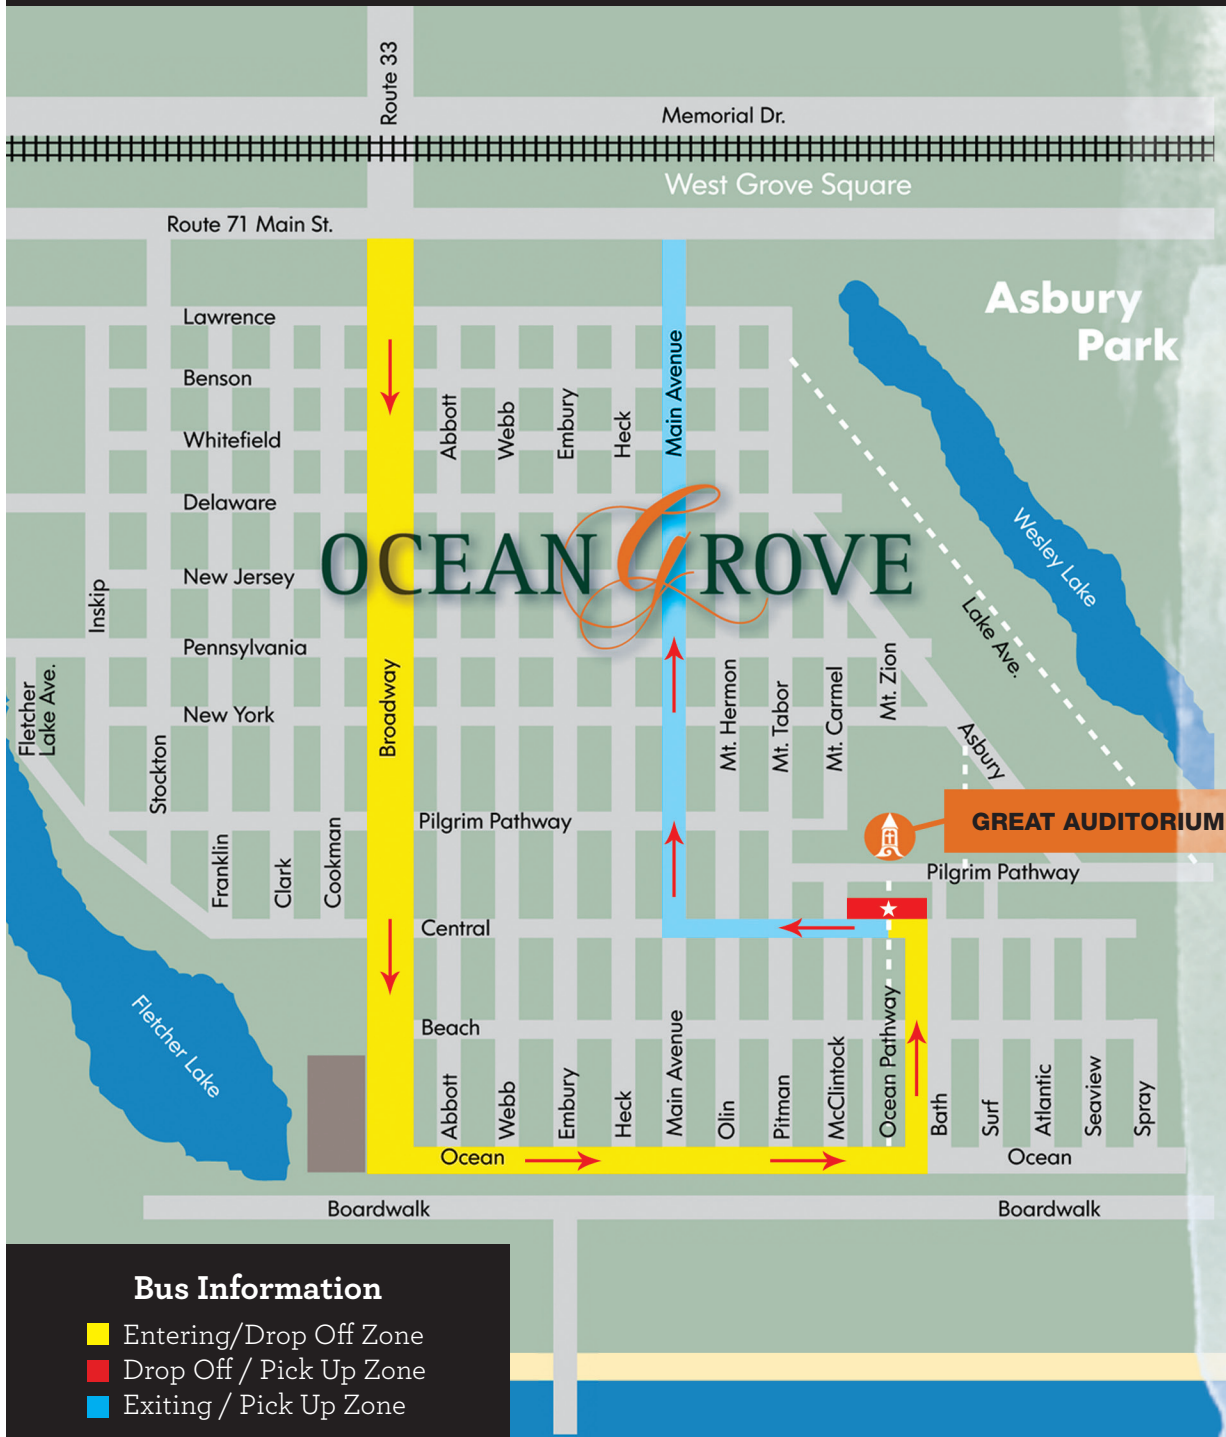 Route 33
Memorial Dr.
West Grove Square
Route 71 Main St.
Asbury
Park
Lawrence
Benson
Whitefield
Delaware
New Jersey
Pennsylvania
New York
Abbott
Webb
Embury
Heck
Main Avenue
OCEAN GROVE
Inskip
Fletcher
Lake Ave.
Stockton
Broadway
Mt. Hermon
Mt. Tabor
Mt. Carmel
Mt. Zion
Asbury
Lake Ave.
Wesley Lake
GREAT AUDITORIUM
Pilgrim Pathway
Pilgrim Pathway
Franklin
Clark
Cookman
Central
Beach
Fletcher Lake
Abbott
Webb
Embury
Heck
Main Avenue
Olin
Pitman
McClintock
Ocean Pathway
Bath
Surf
Atlantic
Seaview
Spray
Ocean
Ocean
Boardwalk
Boardwalk
Bus Information
Entering/Drop Off Zone
Drop Off / Pick Up Zone
Exiting / Pick Up Zone